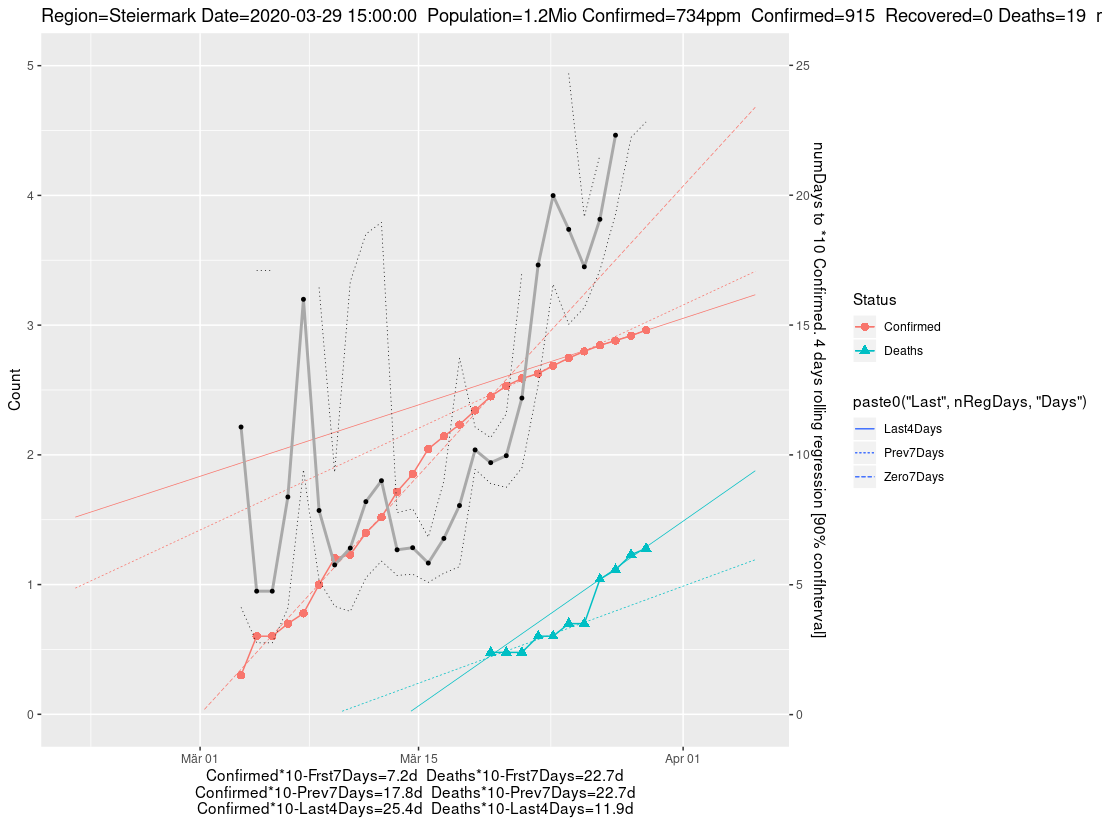 Region=Steiermark Date=2020-03-29 15:00:00  Population=1.2Mio Confirmed=734ppm  Confirmed=915  Recovered=0 Deaths=19  r
5
4
3
2
1
0
Count
25
20
15
10
5
0
numDays to *10 Confirmed. 4 days rolling regression [90% confInterval]
Status
Confirmed
Deaths
paste0("Last", nRegDays, "Days")
Last4Days
Prev7Days
Zero7Days
Mär 01
Mär 15
Apr 01
Confirmed*10-Frst7Days=7.2d  Deaths*10-Frst7Days=22.7d
Confirmed*10-Prev7Days=17.8d  Deaths*10-Prev7Days=22.7d
Confirmed*10-Last4Days=25.4d  Deaths*10-Last4Days=11.9d